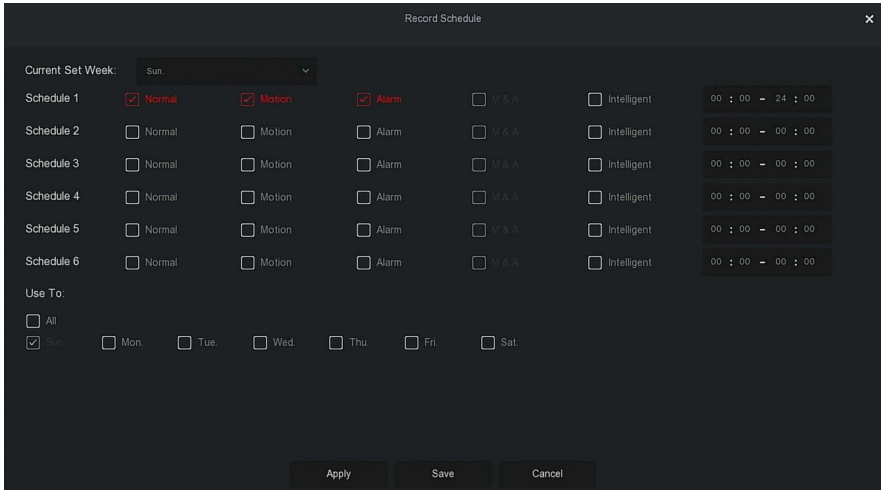 Record Schedule
Current Set Week: Sun.
Schedule 1 Normal Motion Alarm M & A Intelligent 00 : 00 - 24 : 00
Schedule 2 Normal Motion Alarm M & A Intelligent 00 : 00 - 00 : 00
Schedule 3 Normal Motion Alarm M & A Intelligent 00 : 00 - 00 : 00
Schedule 4 Normal Motion Alarm M & A Intelligent 00 : 00 - 00 : 00
Schedule 5 Normal Motion Alarm M & A Intelligent 00 : 00 - 00 : 00
Schedule 6 Normal Motion Alarm M & A Intelligent 00 : 00 - 00 : 00
Use To:
All
Sun. Mon. Tue. Wed. Thu. Fri. Sat.
Apply Save Cancel